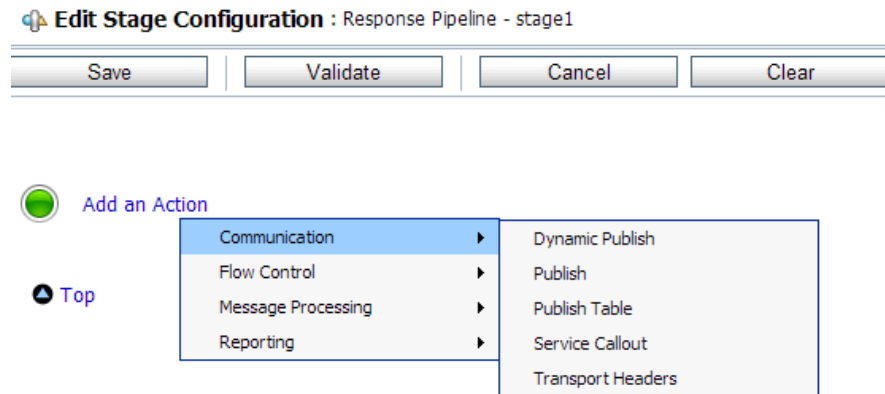 Edit Stage Configuration : Response Pipeline - stage1
Save Validate Cancel Clear
Add an Action
Communication Dynamic Publish
Flow Control Publish
Top Message Processing Publish Table
Reporting Service Callout
Transport Headers